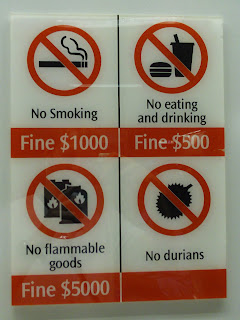 No Smoking
Fine $1000
No eating
and drinking
Fine $500
No flammable
goods
Fine $5000
No durians